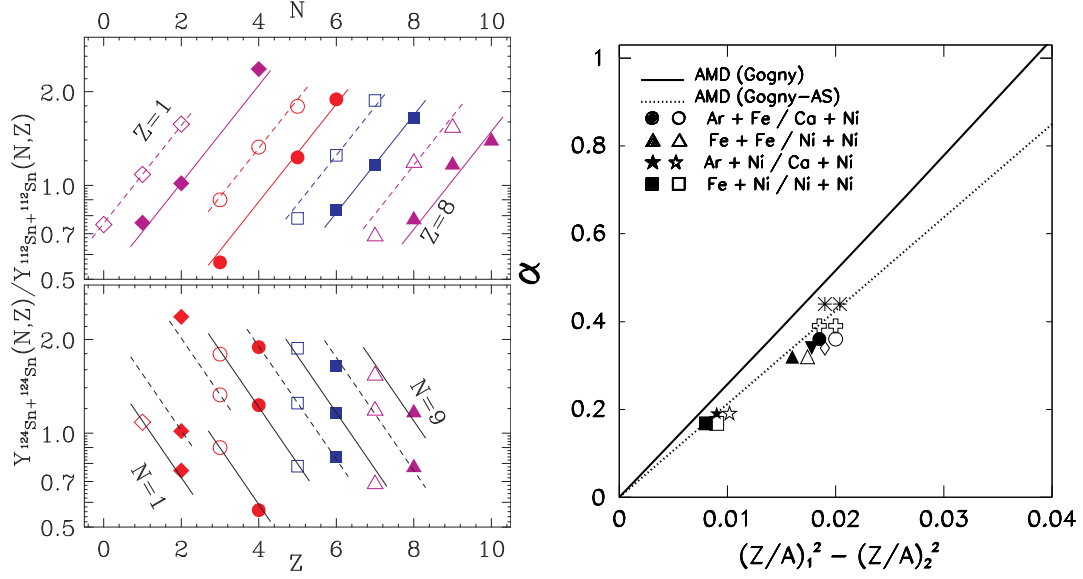 N
0 2 4 6 8 10
2.0
1.0
0.7
0.5
Z=1
Z=8
Y¹²⁴Sn+¹²⁴Sn(N,Z)/Y¹¹²Sn+¹¹²Sn(N,Z)
2.0
1.0
0.7
0.5
N=1
N=9
0 2 4 6 8 10
Z
1
0.8
0.6
0.4
0.2
0
α
AMD (Gogny)
AMD (Gogny-AS)
Ar + Fe / Ca + Ni
Fe + Fe / Ni + Ni
Ar + Ni / Ca + Ni
Fe + Ni / Ni + Ni
0 0.01 0.02 0.03 0.04
(Z/A)₁² − (Z/A)₂²